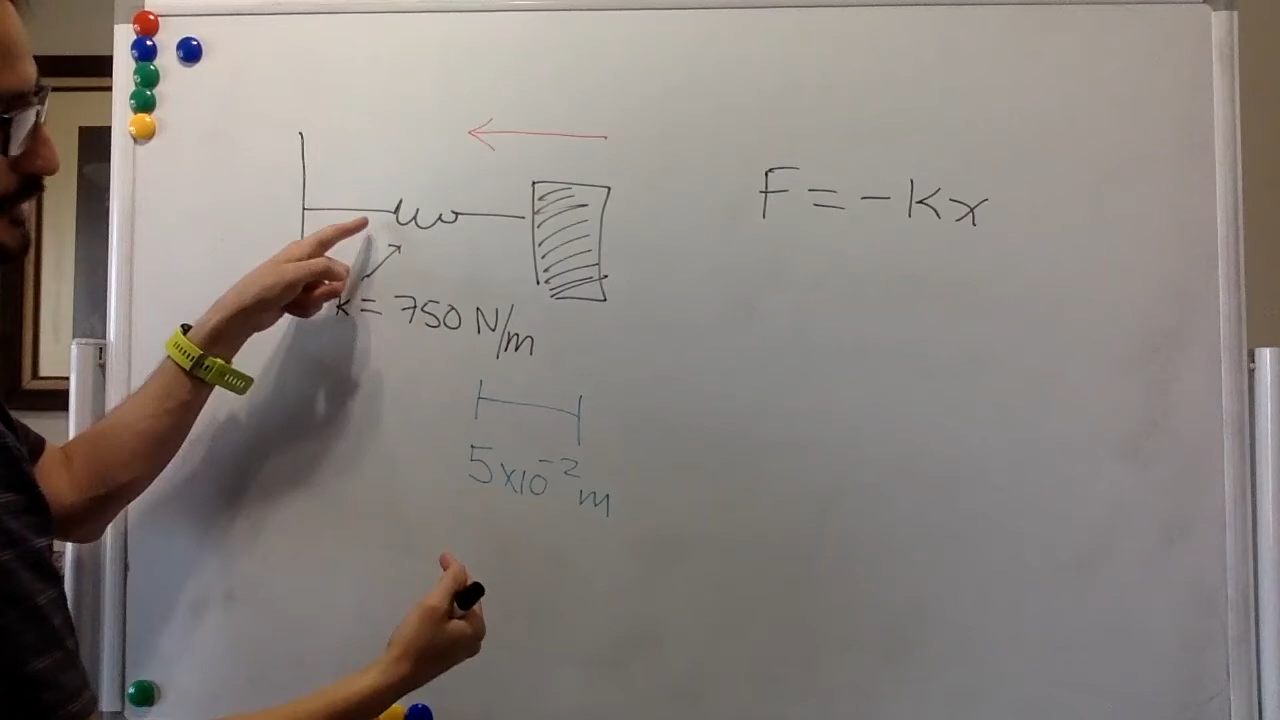 F = -kx
k = 750 N/m
5x10⁻² m